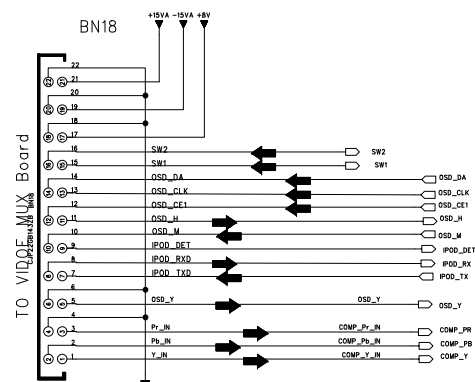 BN18
+15VA -15VA +8V
TO VIDOE MUX Board
CJP22GB143ZB BN18
22
21
20
19
18
17
16 SW2 SW2
15 SW1 SW1
14 OSD_DA OSD_DA
13 OSD_CLK OSD_CLK
12 OSD_CE1 OSD_CE1
11 OSD_H OSD_H
10 OSD_M OSD_M
9 IPOD_DET IPOD_DET
8 IPOD_RXD IPOD_RX
7 IPOD_TXD IPOD_TX
6
5 OSD_Y OSD_Y OSD_Y
4
3 Pr_IN COMP_Pr_IN COMP_PR
2 Pb_IN COMP_Pb_IN COMP_PB
1 Y_IN COMP_Y_IN COMP_Y